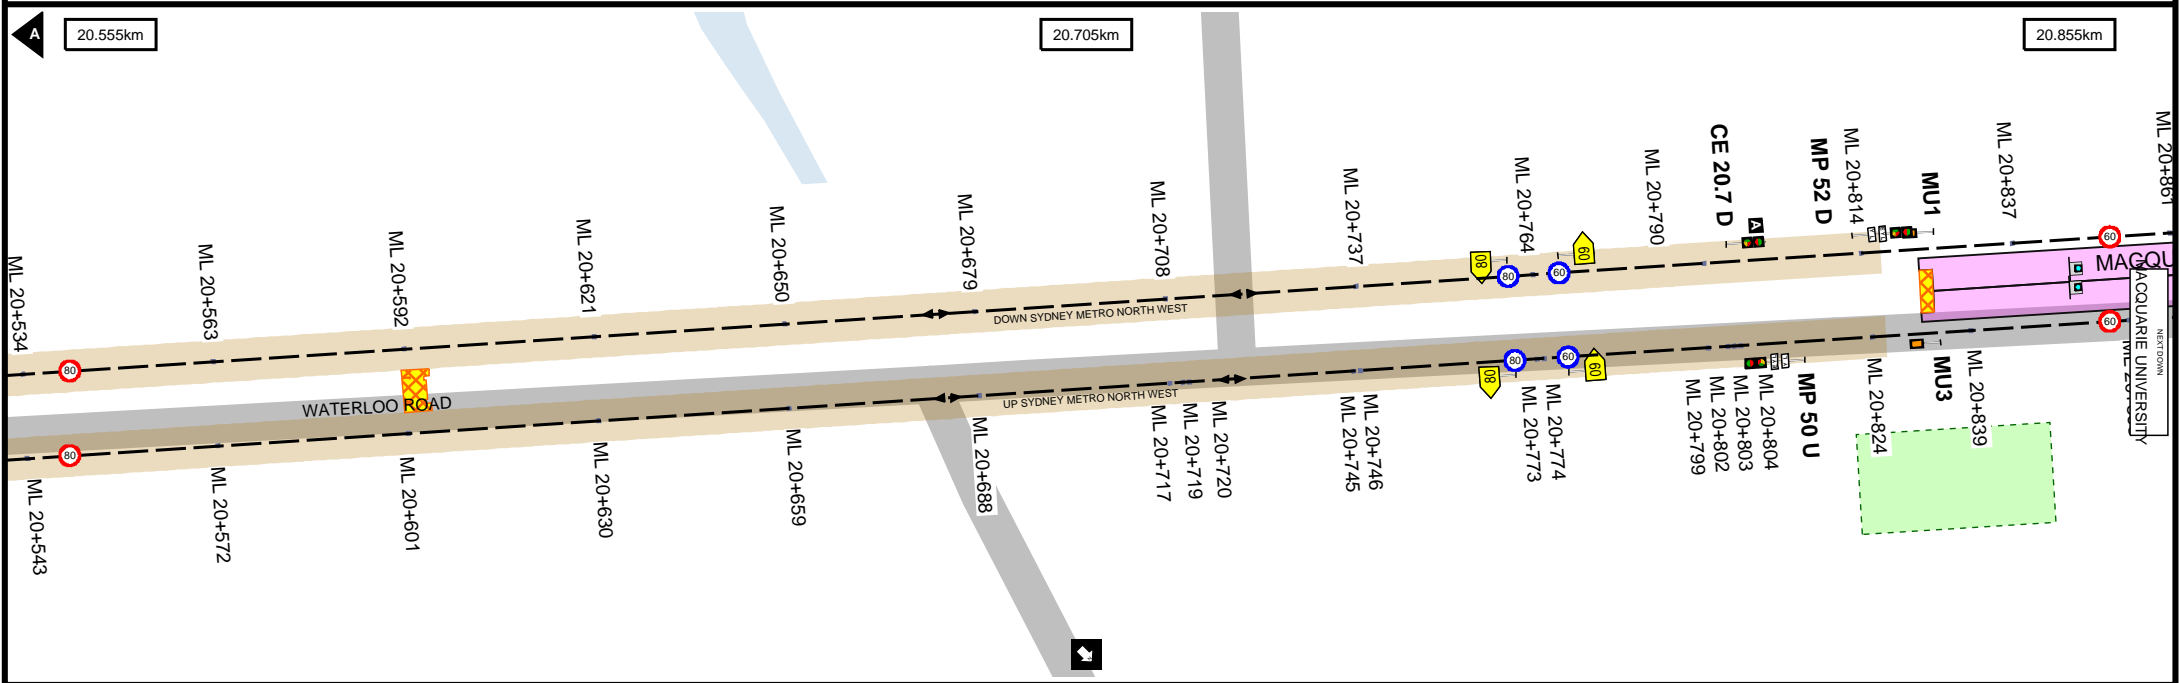 A
20.555km
20.705km
20.855km
ML 20+534
ML 20+563
ML 20+592
ML 20+621
ML 20+650
ML 20+679
ML 20+708
ML 20+737
ML 20+764
ML 20+790
CE 20.7 D
MP 52 D
ML 20+814
MU1
ML 20+837
ML 20+861
A
80
60
80
60
60
80
DOWN SYDNEY METRO NORTH WEST
MACQU
MACQUARIE UNIVERSITY
NEXT DOWN
WATERLOO ROAD
UP SYDNEY METRO NORTH WEST
80
80
60
80
60
60
ML 20+543
ML 20+572
ML 20+601
ML 20+630
ML 20+659
ML 20+688
ML 20+717
ML 20+719
ML 20+720
ML 20+745
ML 20+746
ML 20+773
ML 20+774
ML 20+799
ML 20+802
ML 20+803
ML 20+804
MP 50 U
ML 20+824
MU3
ML 20+839